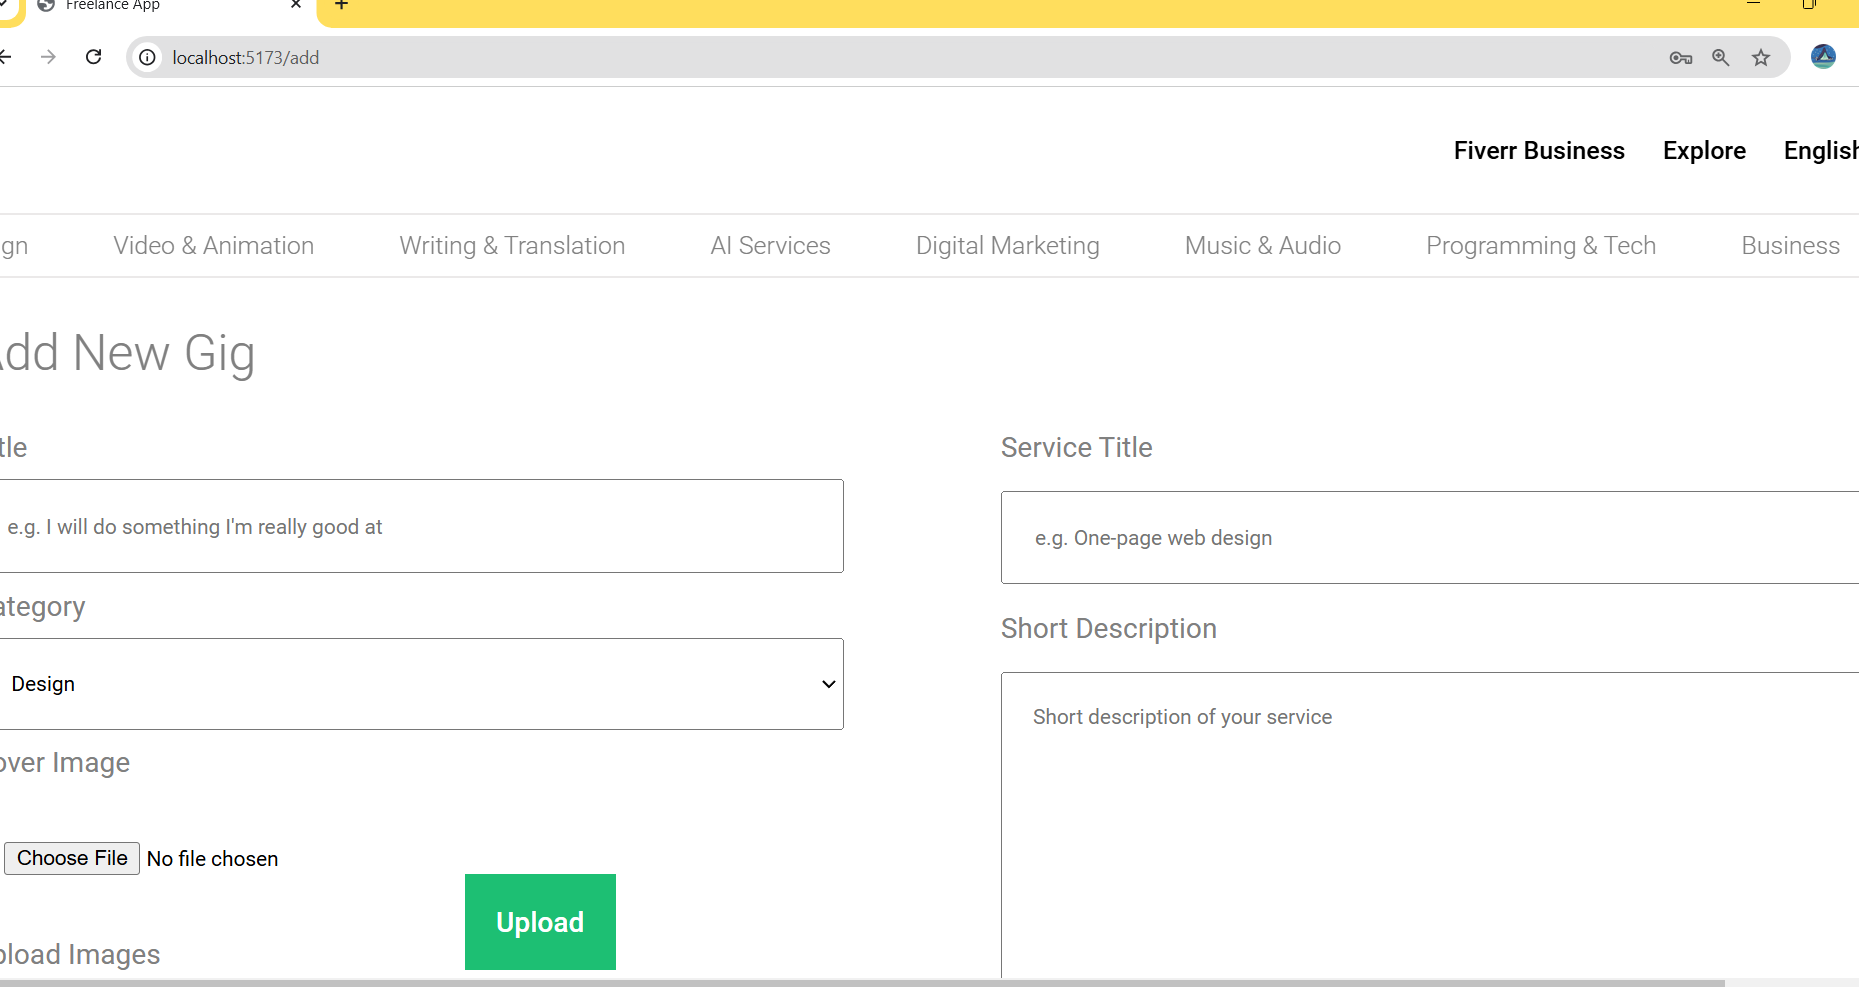 Freelance App
localhost:5173/add
Fiverr Business Explore English
gn Video & Animation Writing & Translation AI Services Digital Marketing Music & Audio Programming & Tech Business
dd New Gig
tle
e.g. I will do something I'm really good at
ategory
Design
over Image
Choose File No file chosen
Upload
pload Images
Service Title
e.g. One-page web design
Short Description
Short description of your service